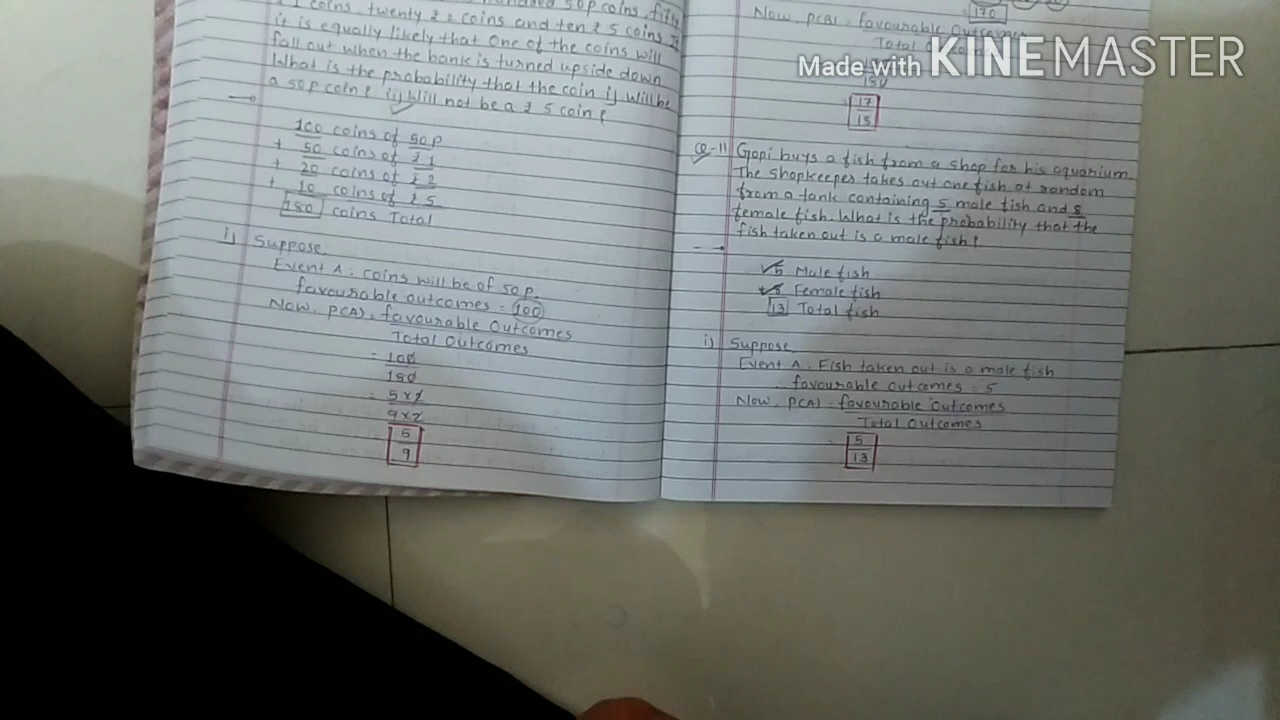 50p coins, fifty
₹ 1 coins, twenty ₹ 2 coins and ten ₹ 5 coins. If
it is equally likely that one of the coins will
fall out when the bank is turned upside down
What is the probability that the coin i) will be
a 50p coin? ii) Will not be a ₹ 5 coin?
100 coins of 50p
+ 50 coins of ₹ 1
+ 20 coins of ₹ 2
+ 10 coins of ₹ 5
180 coins Total
i) Suppose
Event A: coins will be of 50p.
favourable outcomes = 100
Now, P(A) = favourable outcomes
Total Outcomes
= 100
180
= 5 x 2
9 x 2
5
9
170
Now P(B) = favourable Outcomes
Total
Made with KINEMASTER
17
15
Q-11 Gopi buys a fish from a shop for his aquarium.
The shopkeeper takes out one fish at random
from a tank containing 5 male fish and 8
female fish. What is the probability that the
fish taken out is a male fish?
5 Male fish
+ 8 Female fish
13 Total fish
i) Suppose
Event A: Fish taken out is a male fish
∴ favourable outcomes = 5
Now, P(A) = favourable outcomes
Total Outcomes
= 5
13